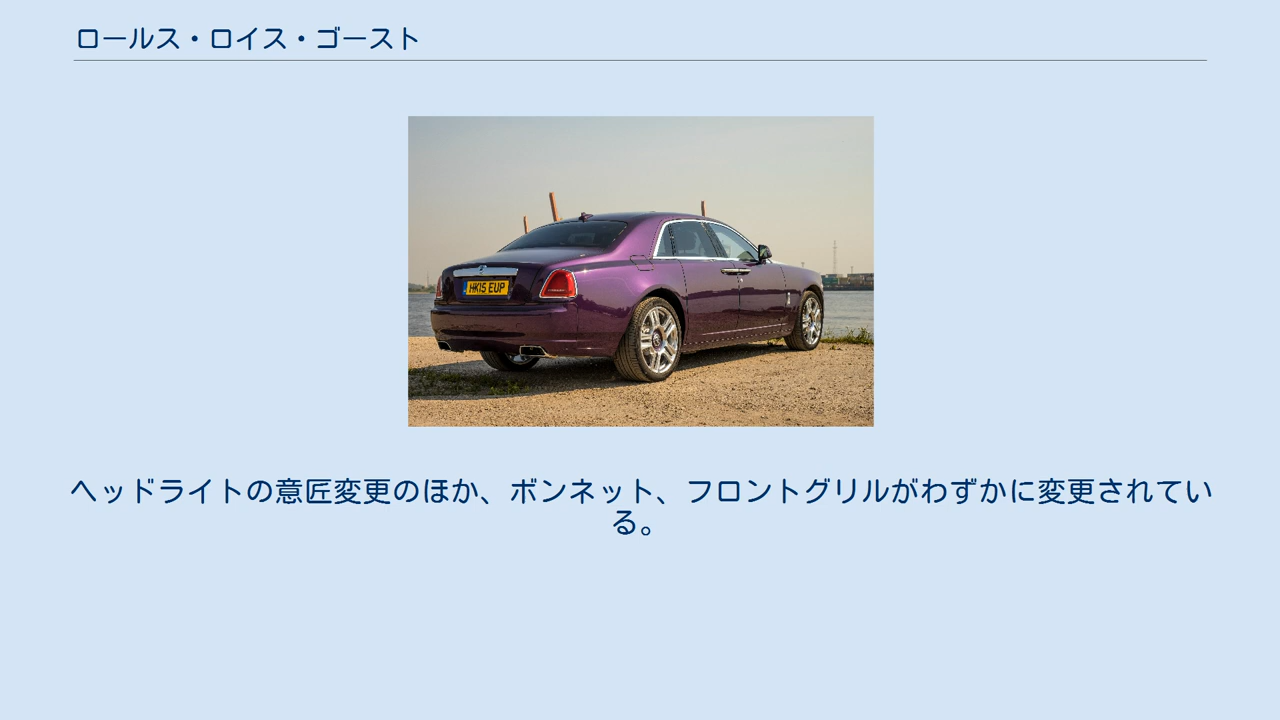 ロールス・ロイス・ゴースト
HK15 EUP
ヘッドライトの意匠変更のほか、ボンネット、フロントグリルがわずかに変更されてい
る。